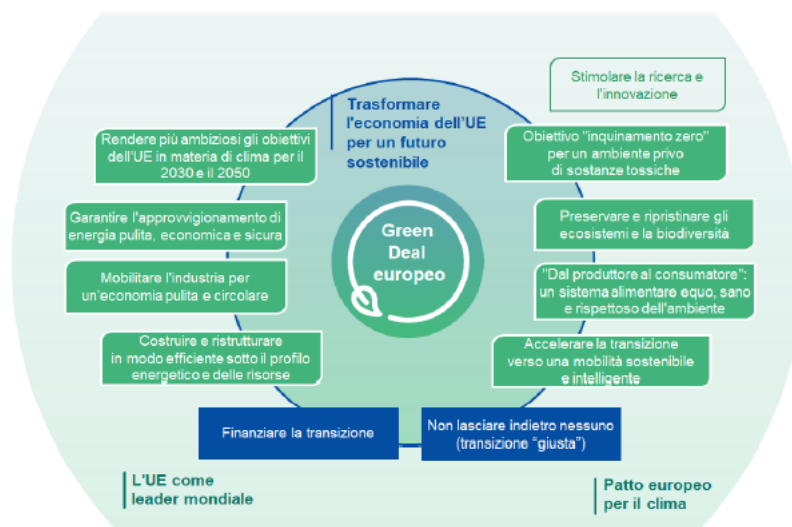 Trasformare
l'economia dell'UE
per un futuro
sostenibile
Stimolare la ricerca e
l'innovazione
Rendere più ambiziosi gli obiettivi
dell'UE in materia di clima per il
2030 e il 2050
Obiettivo "inquinamento zero"
per un ambiente privo
di sostanze tossiche
Garantire l'approvvigionamento di
energia pulita, economica e sicura
Green
Deal
europeo
Preservare e ripristinare gli
ecosistemi e la biodiversità
Mobilitare l'industria per
un'economia pulita e circolare
"Dal produttore al consumatore":
un sistema alimentare equo, sano
e rispettoso dell'ambiente
Costruire e ristrutturare
in modo efficiente sotto il profilo
energetico e delle risorse
Accelerare la transizione
verso una mobilità sostenibile
e intelligente
Finanziare la transizione
Non lasciare indietro nessuno
(transizione “giusta”)
L'UE come
leader mondiale
Patto europeo
per il clima